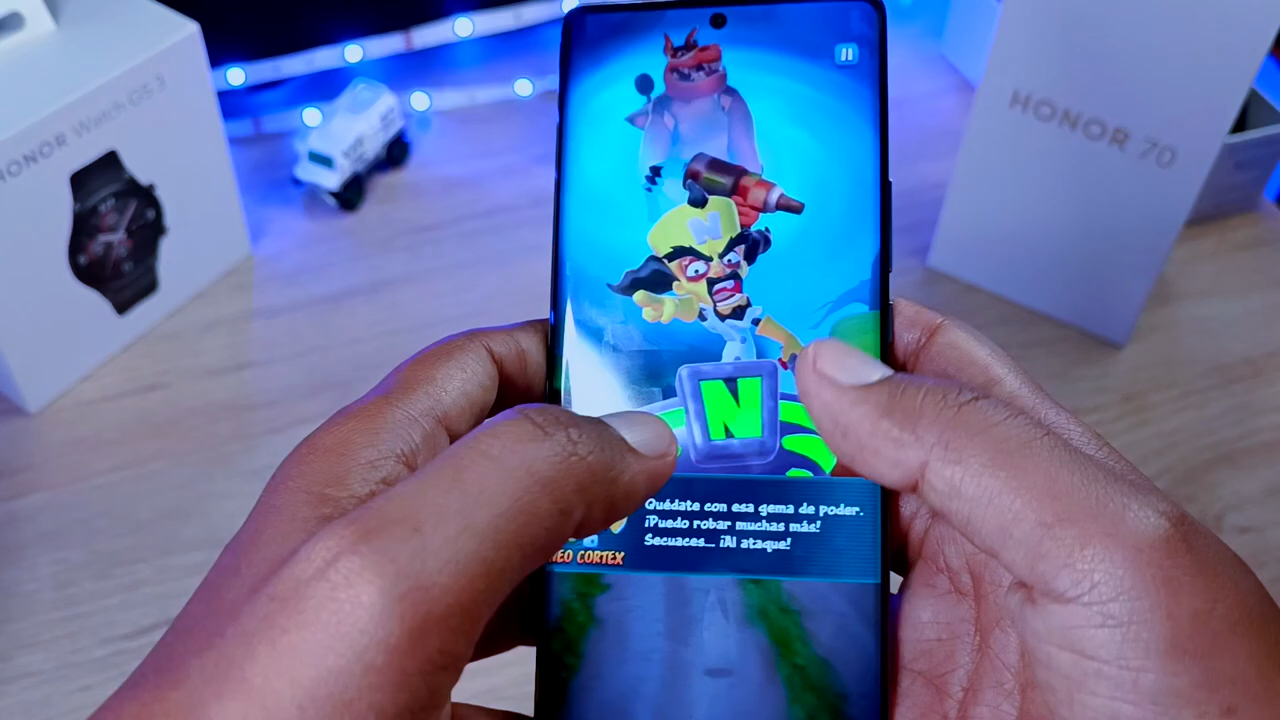 HONOR Watch GS 3
HONOR 70
N
N
Quédate con esa gema de poder.
¡Puedo robar muchas más!
Secuaces... ¡Al ataque!
NEO CORTEX